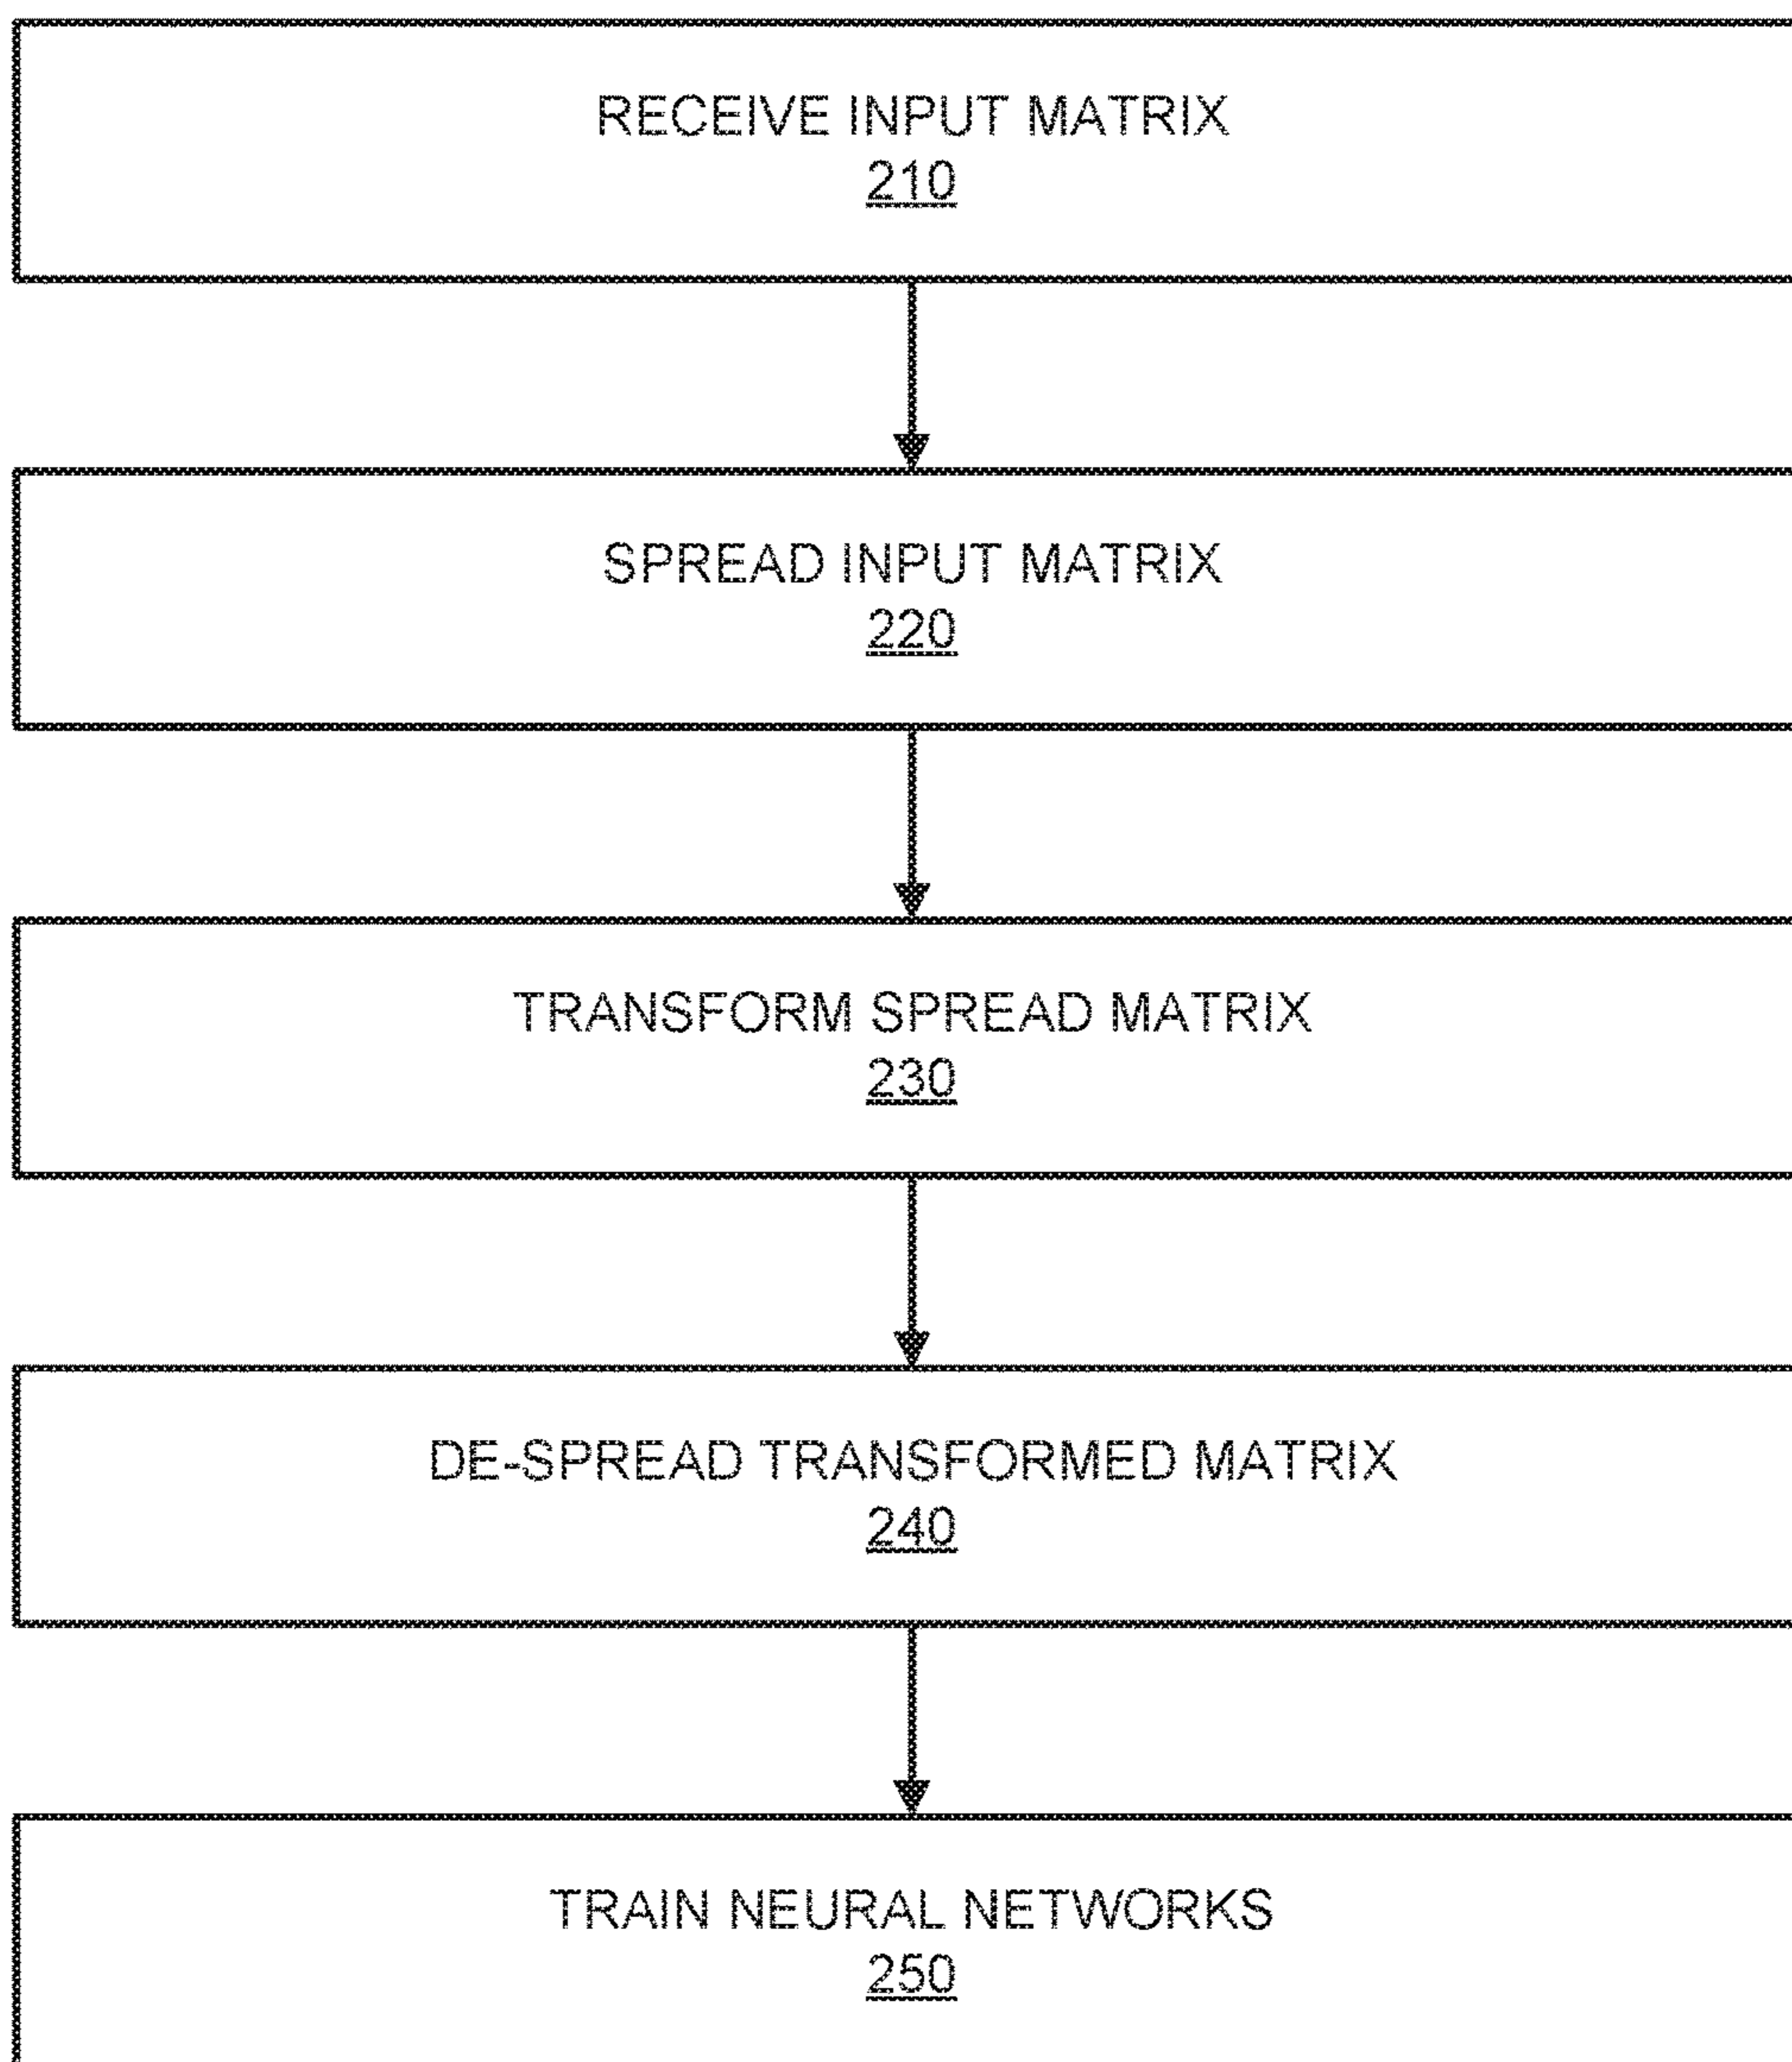 RECEIVE INPUT MATRIX
210
SPREAD INPUT MATRIX
220
TRANSFORM SPREAD MATRIX
230
DE-SPREAD TRANSFORMED MATRIX
240
TRAIN NEURAL NETWORKS
250